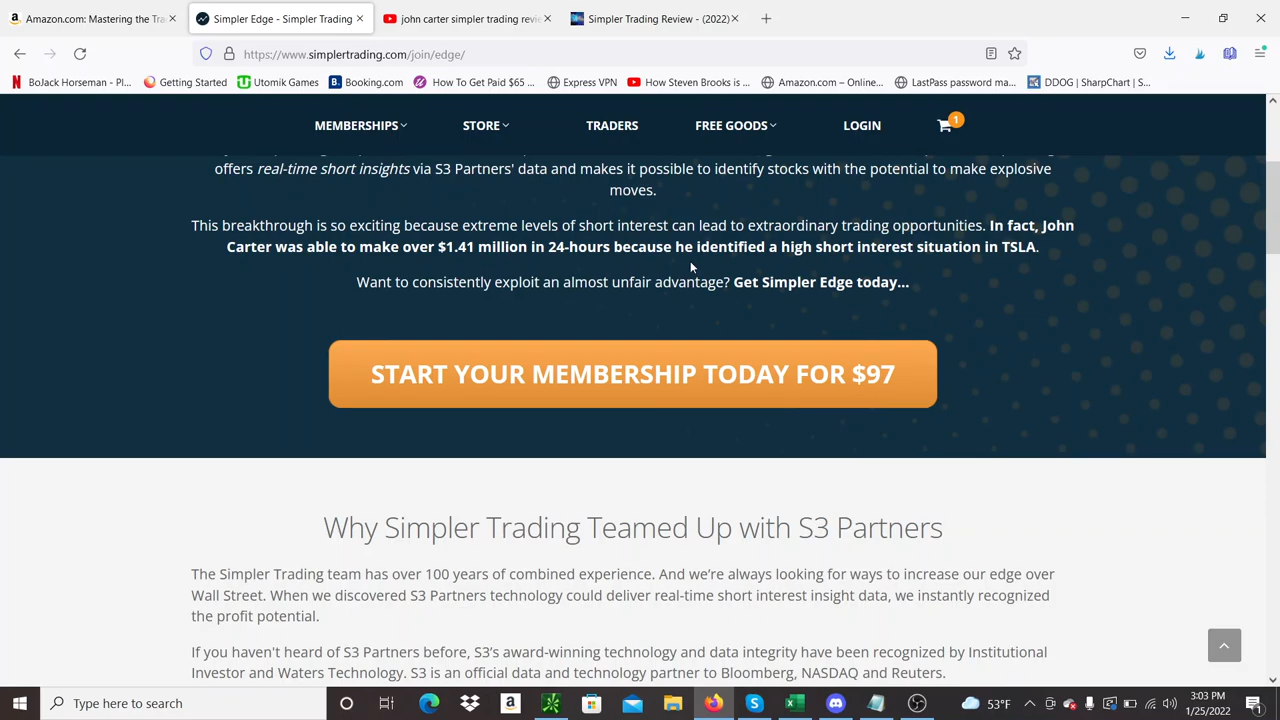 Amazon.com: Mastering the Tra
Simpler Edge - Simpler Trading
john carter simpler trading revi
Simpler Trading Review - (2022)
https://www.simplertrading.com/join/edge/
BoJack Horseman - Pl...
Getting Started
Utomik Games
Booking.com
How To Get Paid $65 ...
Express VPN
How Steven Brooks is ...
Amazon.com – Online...
LastPass password ma...
DDOG | SharpChart | S...
MEMBERSHIPS
STORE
TRADERS
FREE GOODS
LOGIN
1
offers real-time short insights via S3 Partners' data and makes it possible to identify stocks with the potential to make explosive
moves.
This breakthrough is so exciting because extreme levels of short interest can lead to extraordinary trading opportunities. In fact, John
Carter was able to make over $1.41 million in 24-hours because he identified a high short interest situation in TSLA.
Want to consistently exploit an almost unfair advantage? Get Simpler Edge today...
START YOUR MEMBERSHIP TODAY FOR $97
Why Simpler Trading Teamed Up with S3 Partners
The Simpler Trading team has over 100 years of combined experience. And we're always looking for ways to increase our edge over
Wall Street. When we discovered S3 Partners technology could deliver real-time short interest insight data, we instantly recognized
the profit potential.
If you haven't heard of S3 Partners before, S3's award-winning technology and data integrity have been recognized by Institutional
Investor and Waters Technology. S3 is an official data and technology partner to Bloomberg, NASDAQ and Reuters.
Type here to search
53°F
3:03 PM
1/25/2022